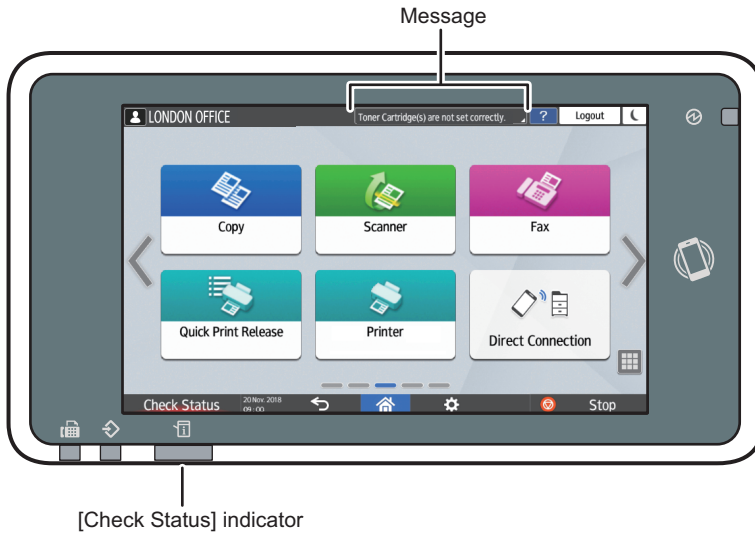 Message
LONDON OFFICE
Toner Cartridge(s) are not set correctly.
?
Logout
Copy
Scanner
Fax
Quick Print Release
Printer
Direct Connection
Check Status
20 Nov. 2018
09 : 00
Stop
[Check Status] indicator